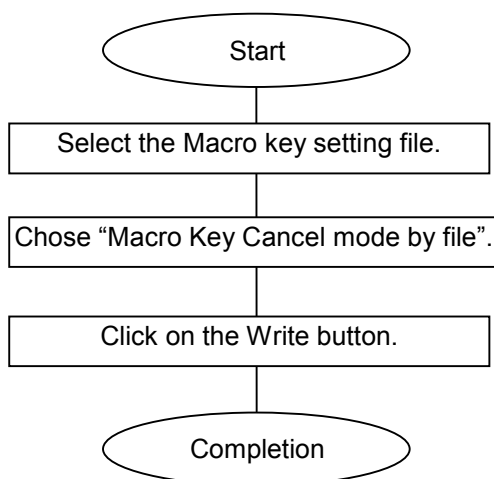 Start
Select the Macro key setting file.
Chose “Macro Key Cancel mode by file”.
Click on the Write button.
Completion